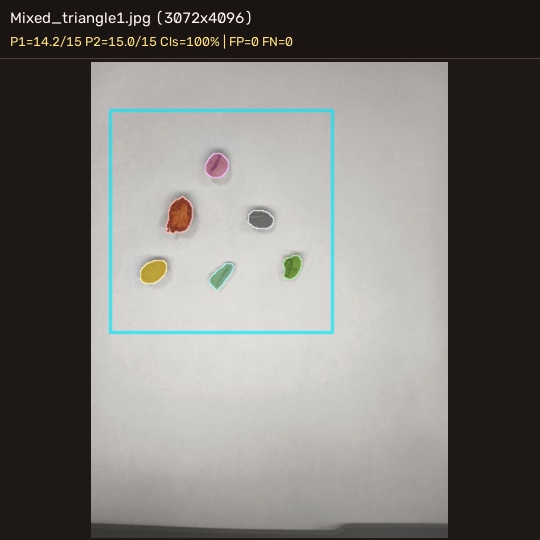 Mixed_triangle1.jpg (3072x4096)
P1=14.2/15 P2=15.0/15 Cls=100% | FP=0 FN=0